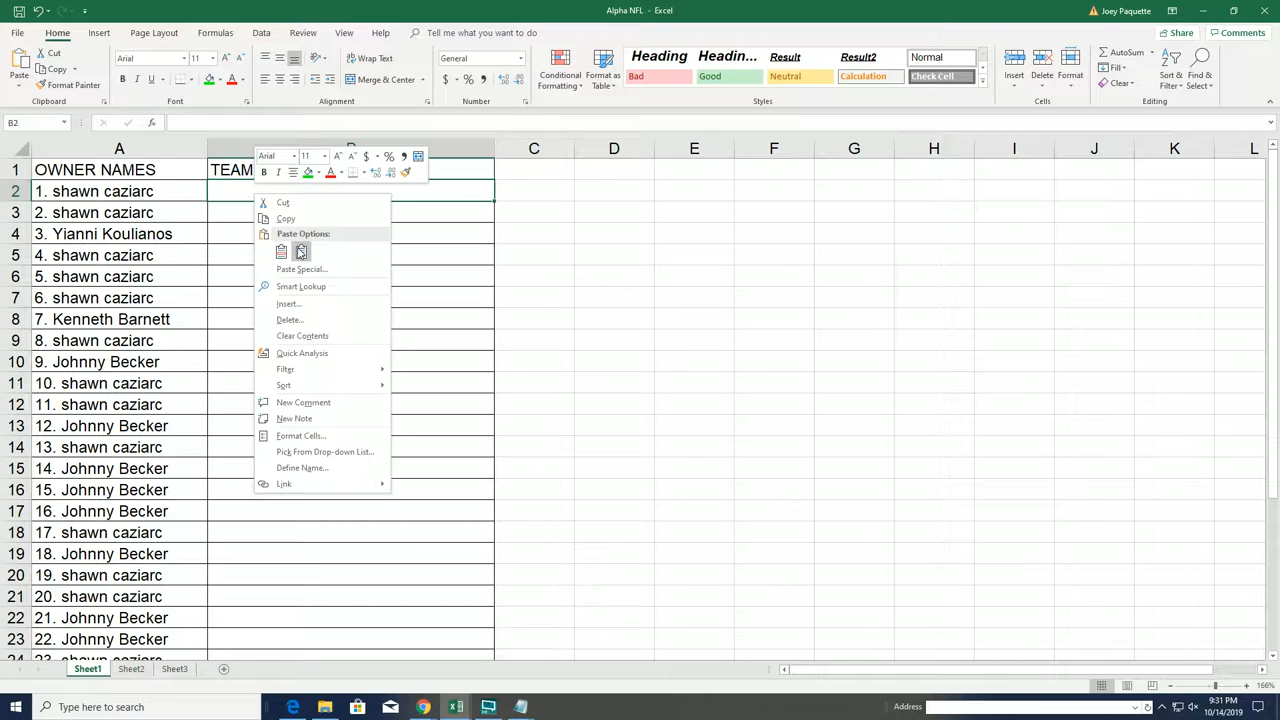 Alpha NFL - Excel
Joey Paquette
File Home Insert Page Layout Formulas Data Review View Help Tell me what you want to do
Share Comments
Paste Cut Copy Format Painter
Clipboard
Arial 11
B I U
Font
Wrap Text
Merge & Center
Alignment
General
$ % ,
Number
Conditional Formatting
Format as Table
Heading Headin... Result Result2 Normal
Bad Good Neutral Calculation Check Cell
Styles
Insert Delete Format
Cells
AutoSum
Fill
Clear
Sort & Filter
Find & Select
Editing
B2
fx
A B C D E F G H I J K L
Arial 11 A A $ % ,
B I A
1 OWNER NAMES TEAM
2 1. shawn caziarc
3 2. shawn caziarc
4 3. Yianni Koulianos
5 4. shawn caziarc
6 5. shawn caziarc
7 6. shawn caziarc
8 7. Kenneth Barnett
9 8. shawn caziarc
10 9. Johnny Becker
11 10. shawn caziarc
12 11. shawn caziarc
13 12. Johnny Becker
14 13. shawn caziarc
15 14. Johnny Becker
16 15. Johnny Becker
17 16. Johnny Becker
18 17. shawn caziarc
19 18. Johnny Becker
20 19. shawn caziarc
21 20. shawn caziarc
22 21. Johnny Becker
23 22. Johnny Becker
24 23. shawn caziarc
Cut
Copy
Paste Options:
Paste Special...
Smart Lookup
Insert...
Delete...
Clear Contents
Quick Analysis
Filter
Sort
New Comment
New Note
Format Cells...
Pick From Drop-down List...
Define Name...
Link
Sheet1 Sheet2 Sheet3
166%
Type here to search
Address
9:31 PM
10/14/2019